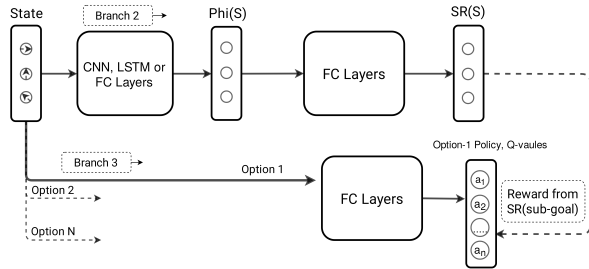 State
Branch 2
Phi(S)
SR(S)
CNN, LSTM or
FC Layers
FC Layers
Option-1 Policy, Q-vaules
Branch 3
Option 1
Option 2
Option N
FC Layers
a1
a2
.....
an
Reward from
SR(sub-goal)